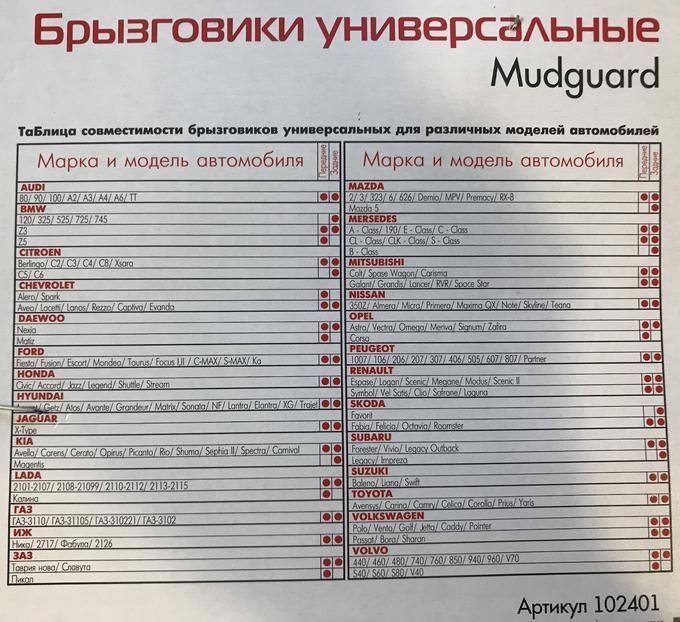 Брызговики универсальные
Mudguard
Таблица совместимости брызговиков универсальных для различных моделей автомобилей
Марка и модель автомобиля
Передние
Задние
AUDI
80/ 90/ 100/ A2/ A3/ A4/ A6/ TT
BMW
120/ 325/ 525/ 725/ 745
Z3
Z5
CITROEN
Berlingo/ C2/ C3/ C4/ C8/ Xsara
C5/ C6
CHEVROLET
Alero/ Spark
Aveo/ Lacetti/ Lanos/ Rezzo/ Captiva/ Evanda
DAEWOO
Nexia
Matiz
FORD
Fiesta/ Fusion/ Escort/ Mondeo/ Taurus/ Focus I,II / C-MAX/ S-MAX/ Ka
HONDA
Civic/ Accord/ Jazz/ Legend/ Shuttle/ Stream
HYUNDAI
Getz/ Atos/ Avante/ Grandeur/ Matrix/ Sonata/ NF/ Lantra/ Elantra/ XG/ Trajet
JAGUAR
X-Type
KIA
Avella/ Carens/ Cerato/ Opirus/ Picanto/ Rio/ Shuma/ Sephia II/ Spectra/ Carnival
Magentis
LADA
2101-2107/ 2108-21099/ 2110-2112/ 2113-2115
Калина
ГАЗ
ГАЗ-3110/ ГАЗ-31105/ ГАЗ-310221/ ГАЗ-3102
ИЖ
Ника/ 2717/ Фабула/ 2126
ЗАЗ
Таврия нова/ Славута
Пикап
Марка и модель автомобиля
Передние
Задние
MAZDA
2/ 3/ 323/ 6/ 626/ Demio/ MPV/ Premacy/ RX-8
Mazda 5
MERSEDES
A - Class/ 190/ E - Class/ C - Class
CL - Class/ CLK - Class/ S - Class
B - Class
MITSUBISHI
Colt/ Spase Wagon/ Carisma
Galant/ Grandis/ Lancer/ RVR/ Space Star
NISSAN
350Z/ Almera/ Micra/ Primera/ Maxima QX/ Note/ Skyline/ Teana
OPEL
Astra/ Vectra/ Omega/ Meriva/ Signum/ Zafira
Corsa
PEUGEOT
1007/ 106/ 206/ 207/ 307/ 406/ 505/ 607/ 807/ Partner
RENAULT
Espase/ Logan/ Scenic/ Megane/ Modus/ Scenic II
Symbol/ Vel Satis/ Clio/ Safrane/ Laguna
SKODA
Favorit
Fabia/ Felicia/ Octavia/ Roomster
SUBARU
Forester/ Vivio/ Legacy Outback
Legacy/ Impreza
SUZUKI
Baleno/ Liana/ Swift
TOYOTA
Avensys/ Carina/ Camry/ Celica/ Corolla/ Prius/ Yaris
VOLKSWAGEN
Polo/ Vento/ Golf/ Jetta/ Caddy/ Pointer
Passat/ Bora/ Sharan
VOLVO
440/ 460/ 480/ 740/ 760/ 850/ 940/ 960/ V70
S40/ S60/ S80/ V40
Артикул 102401